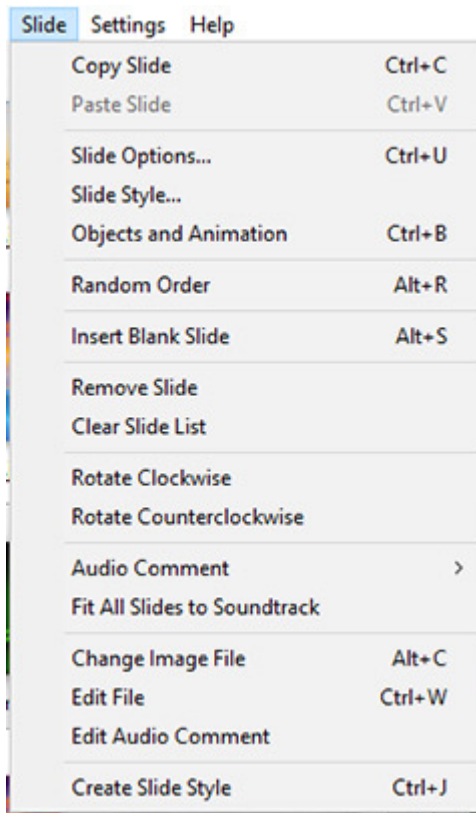 Slide Settings Help
Copy Slide Ctrl+C
Paste Slide Ctrl+V
Slide Options... Ctrl+U
Slide Style...
Objects and Animation Ctrl+B
Random Order Alt+R
Insert Blank Slide Alt+S
Remove Slide
Clear Slide List
Rotate Clockwise
Rotate Counterclockwise
Audio Comment >
Fit All Slides to Soundtrack
Change Image File Alt+C
Edit File Ctrl+W
Edit Audio Comment
Create Slide Style Ctrl+J